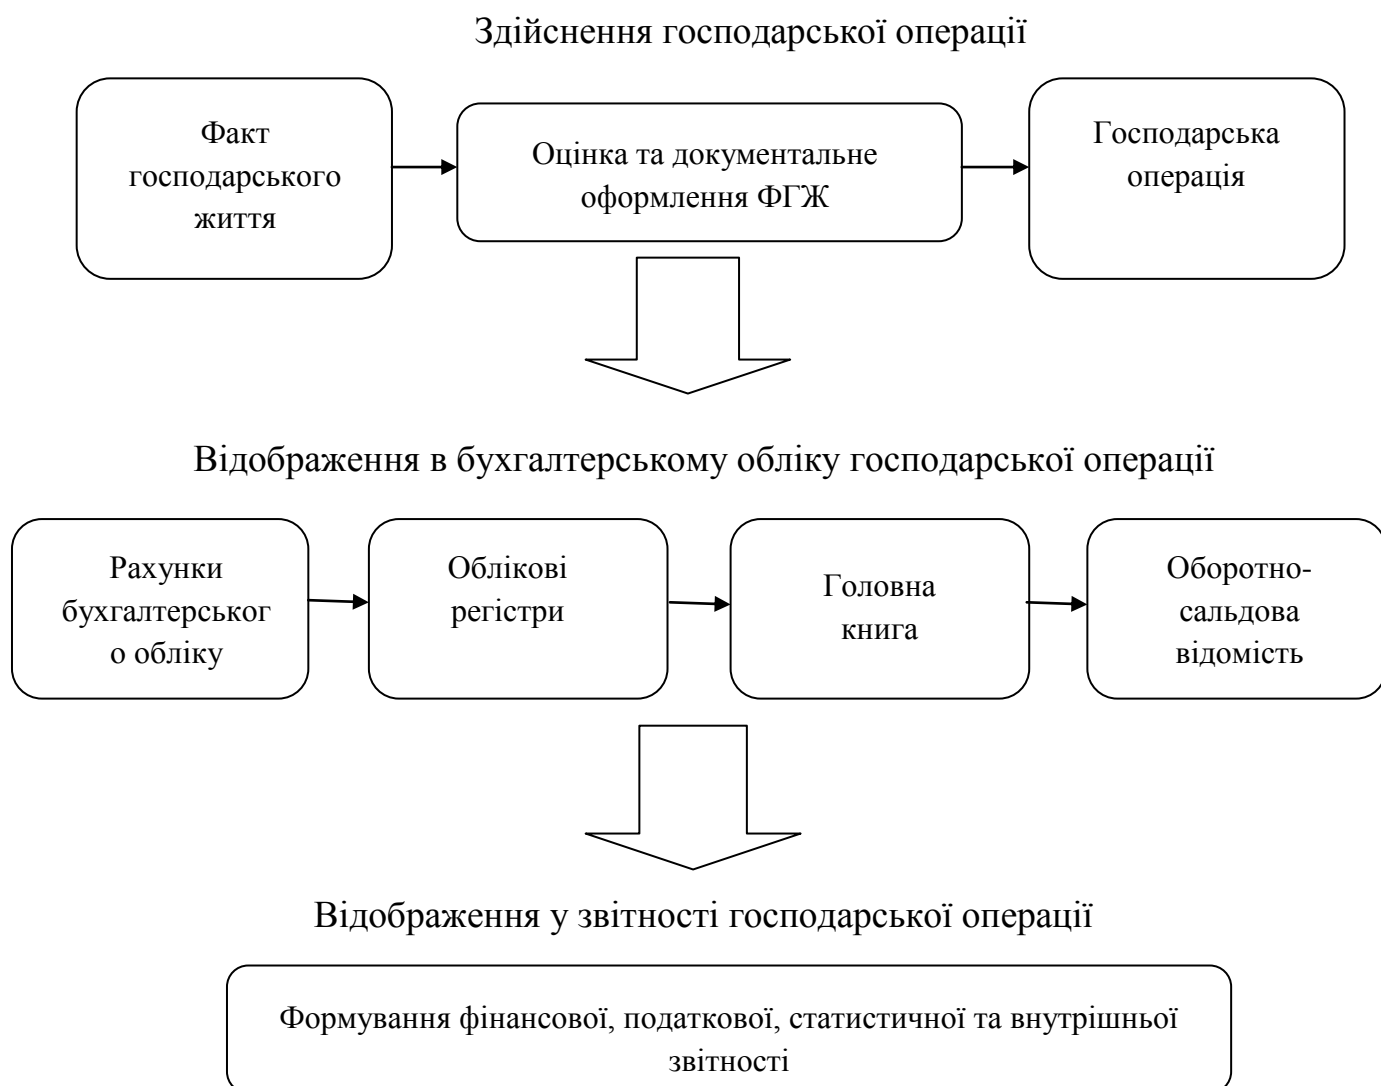 Здійснення господарської операції
Факт
господарського
життя
Оцінка та документальне
оформлення ФГЖ
Господарська
операція
Відображення в бухгалтерському обліку господарської операції
Рахунки
бухгалтерськог
о обліку
Облікові
регістри
Головна
книга
Оборотно-
сальдова
відомість
Відображення у звітності господарської операції
Формування фінансової, податкової, статистичної та внутрішньої
звітності